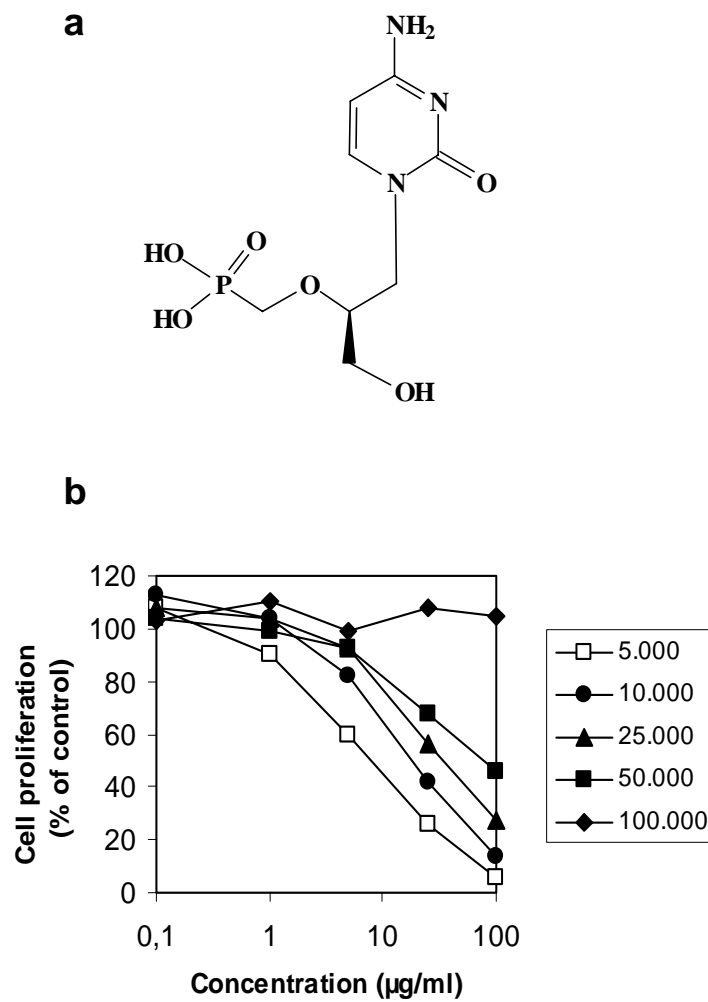 a
NH2
N
N
O
HO
O
P
O
HO
OH
b
120
100
80
60
40
20
0
Cell proliferation
(% of control)
0,1
1
10
100
Concentration (µg/ml)
5.000
10.000
25.000
50.000
100.000